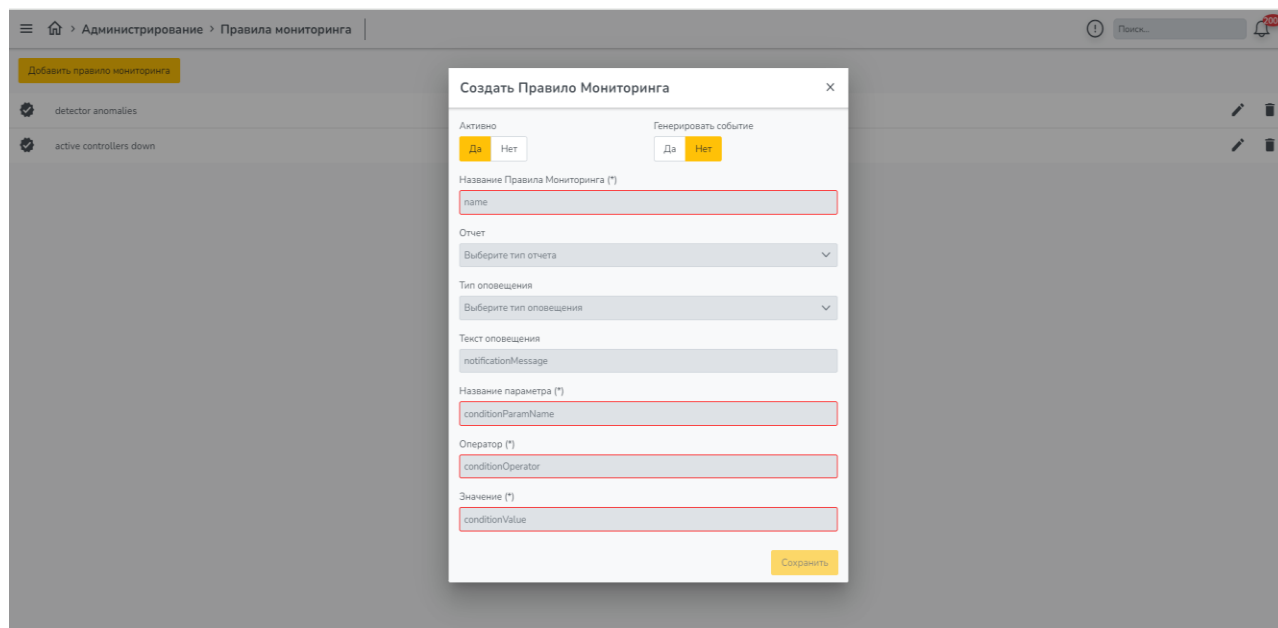 Администрирование > Правила мониторинга
Поиск...
200
Добавить правило мониторинга
detector anomalies
active controllers down
Создать Правило Мониторинга
Активно
Генерировать событие
Да Нет
Да Нет
Название Правила Мониторинга (*)
name
Отчет
Выберите тип отчета
Тип оповещения
Выберите тип оповещения
Текст оповещения
notificationMessage
Название параметра (*)
conditionParamName
Оператор (*)
conditionOperator
Значение (*)
conditionValue
Сохранить